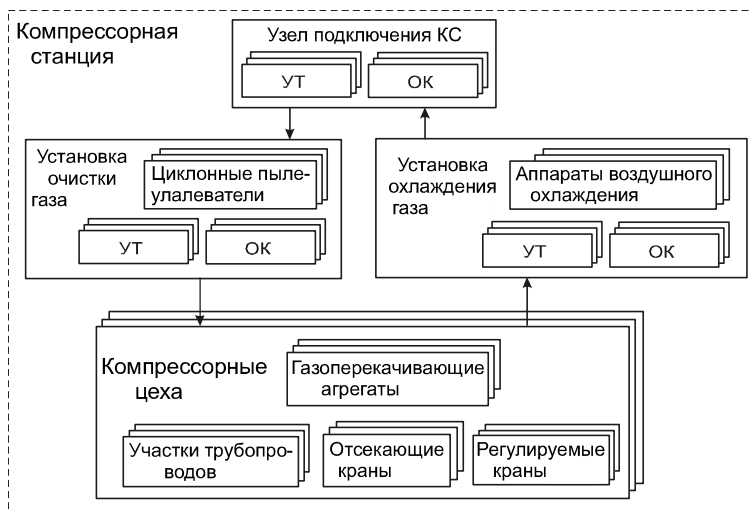 Компрессорная
станция
Узел подключения КС
УТ
ОК
Установка
очистки
газа
Циклонные пыле-
улалеватели
УТ
ОК
Установка
охлаждения
газа
Аппараты воздушного
охлаждения
УТ
ОК
Компрессорные
цеха
Газоперекачивающие
агрегаты
Участки трубопро-
водов
Отсекающие
краны
Регулируемые
краны